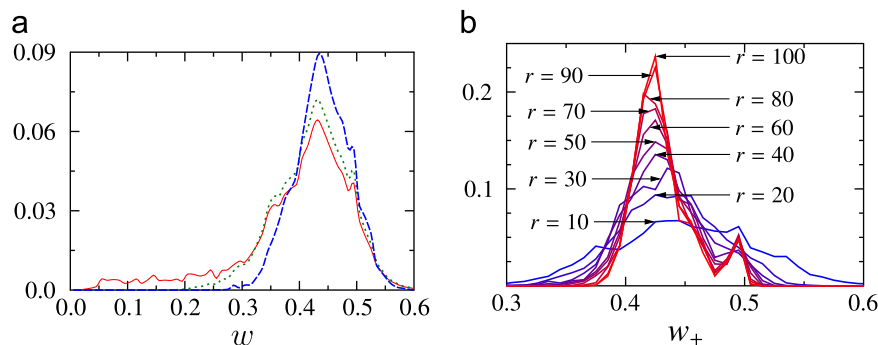 a
0.09
0.06
0.03
0.0
0.0 0.1 0.2 0.3 0.4 0.5 0.6
w
b
0.2
0.1
r = 100
r = 90
r = 80
r = 70
r = 60
r = 50
r = 40
r = 30
r = 20
r = 10
0.3 0.4 0.5 0.6
w+